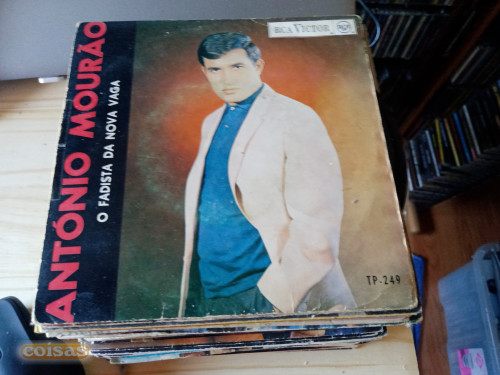 RCA VICTOR
ANTÓNIO MOURÃO
O FADISTA DA NOVA VAGA
TP-249
coisas